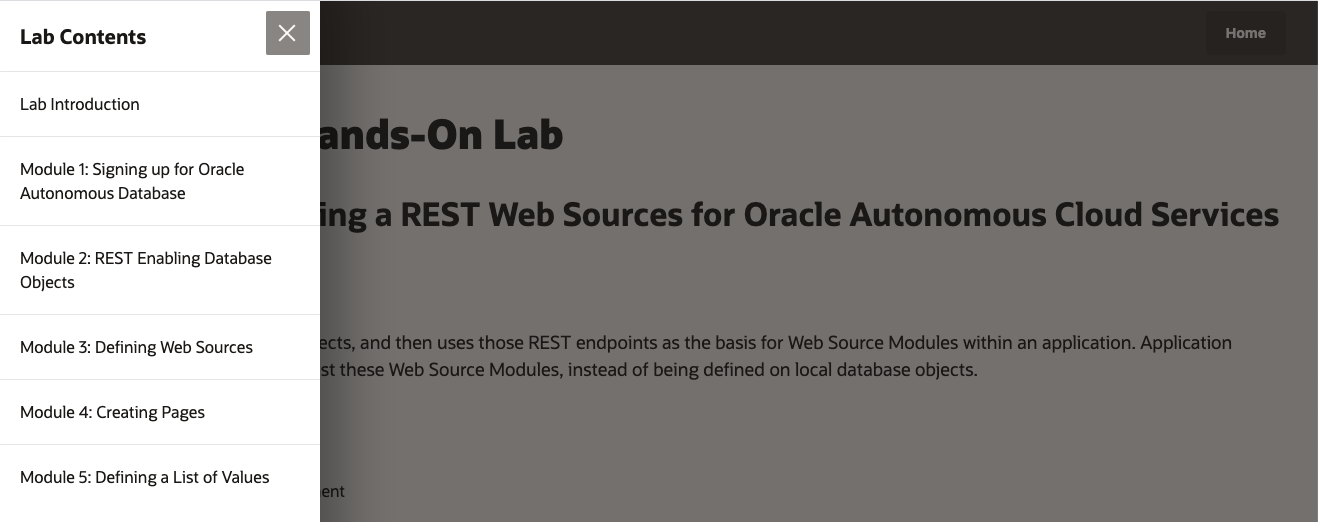 Lab Contents
Home
Lab Introduction
Module 1: Signing up for Oracle
Autonomous Database
Module 2: REST Enabling Database
Objects
Module 3: Defining Web Sources
Module 4: Creating Pages
Module 5: Defining a List of Values
ands-On Lab
ing a REST Web Sources for Oracle Autonomous Cloud Services
ects, and then uses those REST endpoints as the basis for Web Source Modules within an application. Application
st these Web Source Modules, instead of being defined on local database objects.
ent